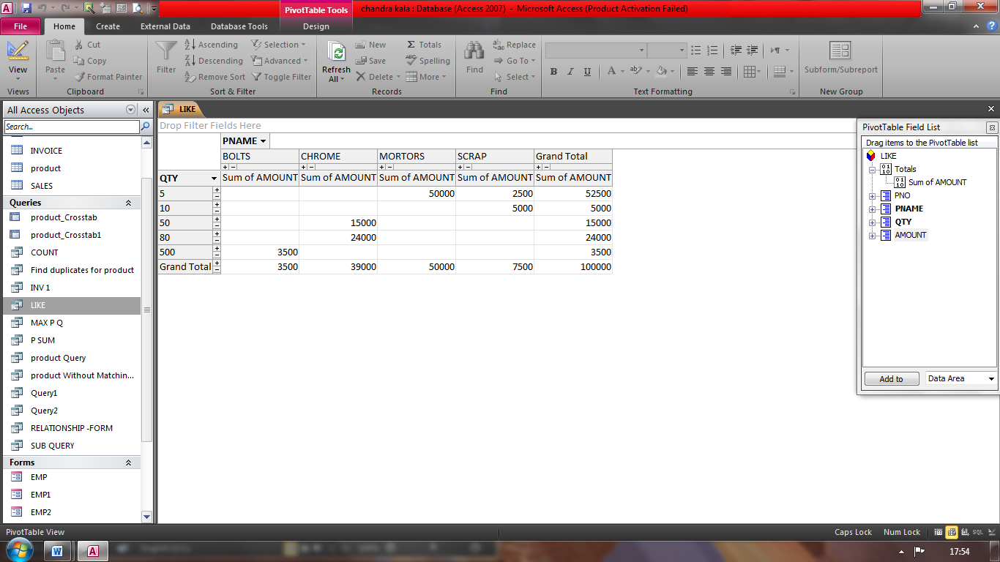 PivotTable Tools
chandra kala : Database (Access 2007) - Microsoft Access (Product Activation Failed)
File Home Create External Data Database Tools Design
View
Views
Paste
Cut
Copy
Format Painter
Clipboard
Filter
Ascending
Descending
Remove Sort
Selection
Advanced
Toggle Filter
Sort & Filter
Refresh
All
New
Save
Delete
Totals
Spelling
More
Records
Find
Replace
Go To
Select
Find
B I U
A
ab
Text Formatting
Subform/Subreport
New Group
All Access Objects
Search...
INVOICE
product
SALES
Queries
product_Crosstab
product_Crosstab1
COUNT
Find duplicates for product
INV 1
LIKE
MAX P Q
P SUM
product Query
product Without Matchin...
Query1
Query2
RELATIONSHIP -FORM
SUB QUERY
Forms
EMP
EMP1
EMP2
LIKE
Drop Filter Fields Here
PNAME
BOLTS CHROME MORTORS SCRAP Grand Total
QTY Sum of AMOUNT Sum of AMOUNT Sum of AMOUNT Sum of AMOUNT Sum of AMOUNT
5 50000 2500 52500
10 5000 5000
50 15000 15000
80 24000 24000
500 3500 3500
Grand Total 3500 39000 50000 7500 100000
PivotTable Field List
Drag items to the PivotTable list
LIKE
Totals
Sum of AMOUNT
PNO
PNAME
QTY
AMOUNT
Add to Data Area
PivotTable View
Caps Lock Num Lock SQL
17:54